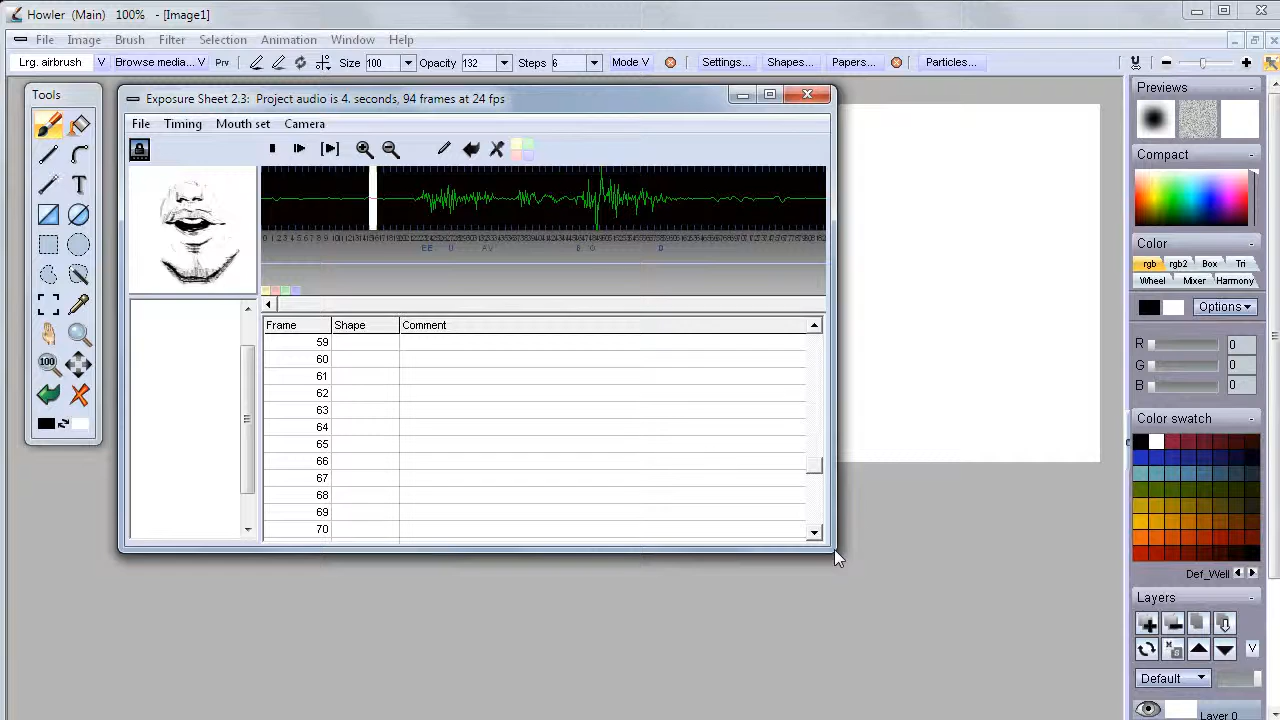 Howler (Main) 100% - [Image1]
File Image Brush Filter Selection Animation Window Help
Lrg. airbrush V Browse media... V Prv Size 100 Opacity 132 Steps 6 Mode V Settings... Shapes... Papers... Particles...
Tools
T
100
Exposure Sheet 2.3: Project audio is 4. seconds, 94 frames at 24 fps
File Timing Mouth set Camera
EE U AV B O D
Frame Shape Comment
59
60
61
62
63
64
65
66
67
68
69
70
Previews
Compact
Color
rgb rgb2 Box Tri
Wheel Mixer Harmony
Options
R 0
G 0
B 0
Color swatch
Def_Well
Layers
V
Default
Layer 0